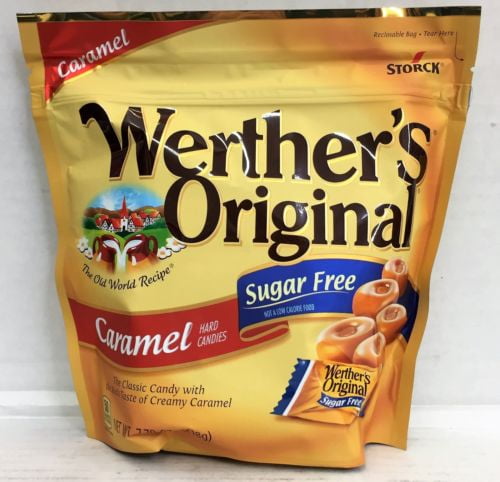 Caramel
Reclosable Bag • Tear Here
STORCK®
Werther's
Original®
The Old World Recipe®
Sugar Free
NOT A LOW CALORIE FOOD
Caramel HARD
CANDIES
The Classic Candy with
Taste of Creamy Caramel
NET WT.
Werther's
Original
Sugar Free